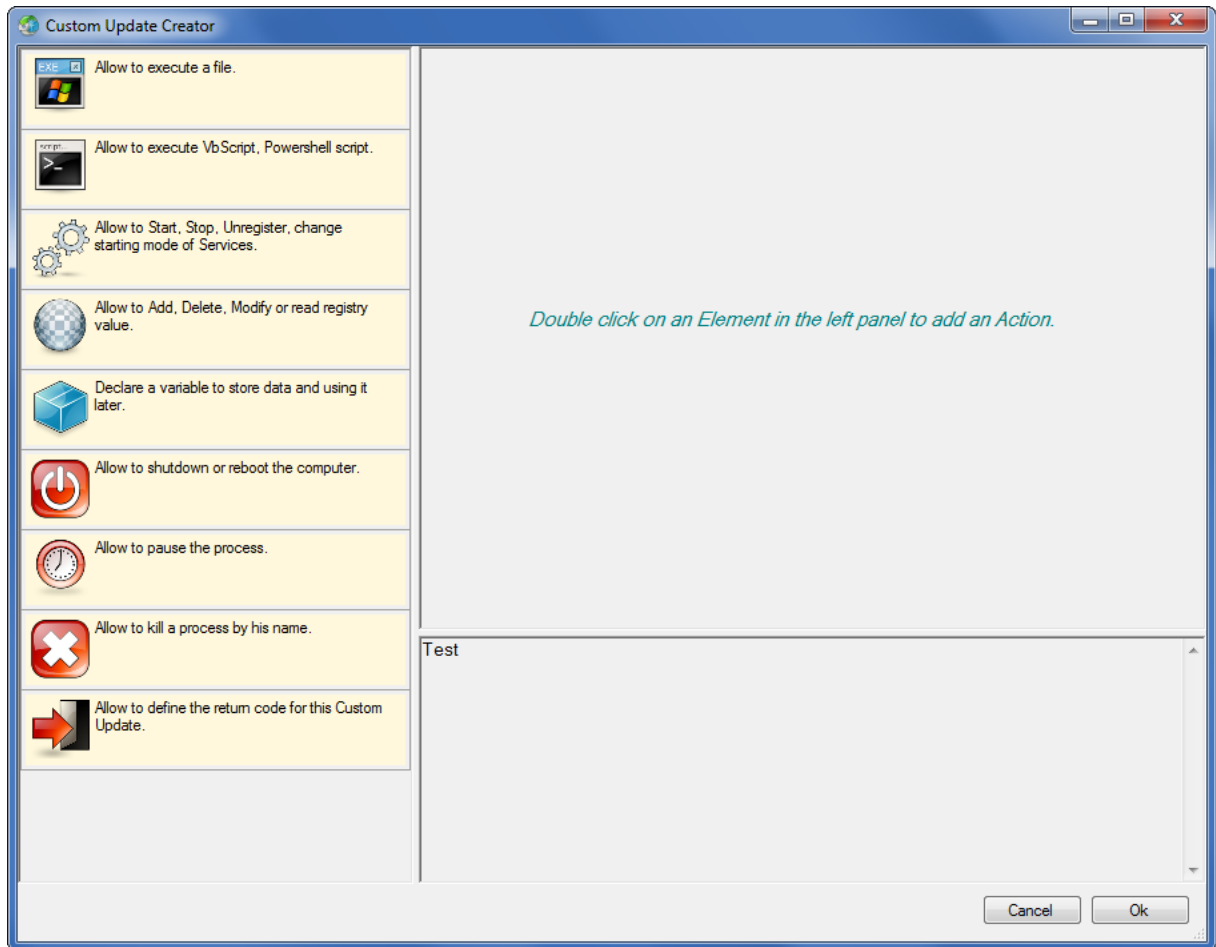 Custom Update Creator
EXE
Allow to execute a file.
script...
>_
Allow to execute VbScript, Powershell script.
Allow to Start, Stop, Unregister, change
starting mode of Services.
Allow to Add, Delete, Modify or read registry
value.
Declare a variable to store data and using it
later.
Allow to shutdown or reboot the computer.
Allow to pause the process.
Allow to kill a process by his name.
Allow to define the return code for this Custom
Update.
Double click on an Element in the left panel to add an Action.
Test
Cancel
Ok